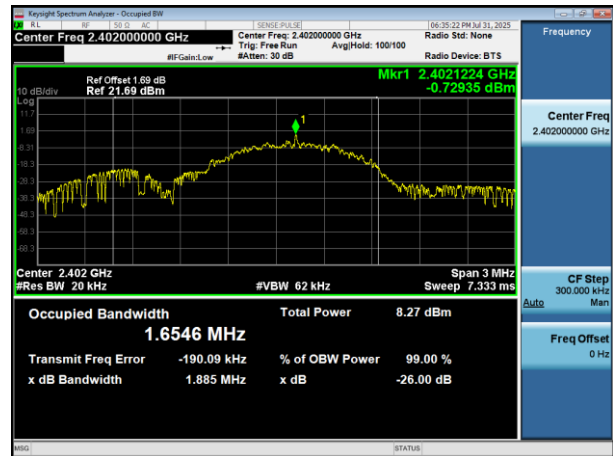 Keysight Spectrum Analyzer - Occupied BW
RL RF 50 Ω AC SENSE:PULSE 06:35:22 PM Jul 31, 2025
Center Freq 2.402000000 GHz Center Freq: 2.402000000 GHz Radio Std: None
Trig: Free Run Avg|Hold: 100/100
#IFGain:Low #Atten: 30 dB Radio Device: BTS
Frequency
Mkr1 2.4021224 GHz
-0.72935 dBm
Ref Offset 1.69 dB
10 dB/div Ref 21.69 dBm
Log
11.7
1.69
-8.31
-18.3
-28.3
-38.3
-48.3
-58.3
-68.3
1
Center 2.402 GHz Span 3 MHz
#Res BW 20 kHz #VBW 62 kHz Sweep 7.333 ms
Occupied Bandwidth Total Power 8.27 dBm
1.6546 MHz
Transmit Freq Error -190.09 kHz % of OBW Power 99.00 %
x dB Bandwidth 1.885 MHz x dB -26.00 dB
Center Freq
2.402000000 GHz
CF Step
300.000 kHz
Auto Man
Freq Offset
0 Hz
MSG STATUS